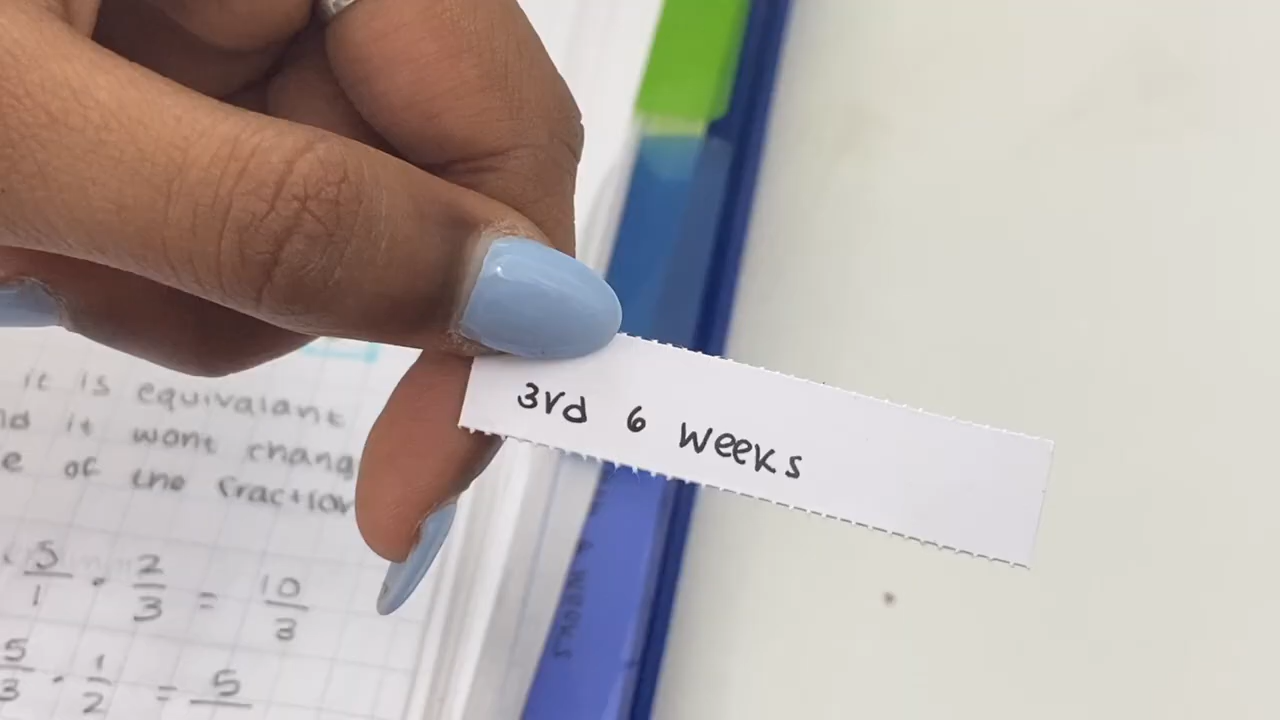 3rd 6 weeks
it is equivalant
it wont chang
e of the fraction
5/1 · 2/3 = 10/3
5/3 · 1/2 = 5